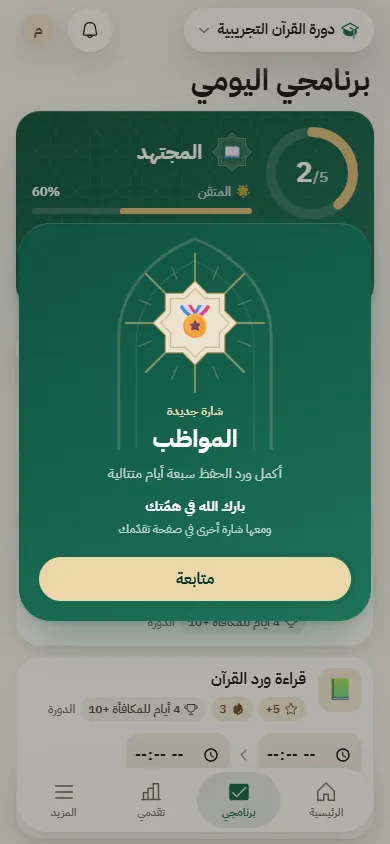 دورة القرآن التجريبية
م
برنامجي اليومي
2/5
المجتهد
المتقن
60%
شارة جديدة
المواظب
أكمل ورد الحفظ سبعة أيام متتالية
بارك الله في همّتك
ومعها شارة أخرى في صفحة تقدّمك
متابعة
4 أيام للمكافأة +10 الدورة
قراءة ورد القرآن
+5 3 4 أيام للمكافأة +10 الدورة
--:-- -- --:-- --
الرئيسية
برنامجي
تقدمي
المزيد